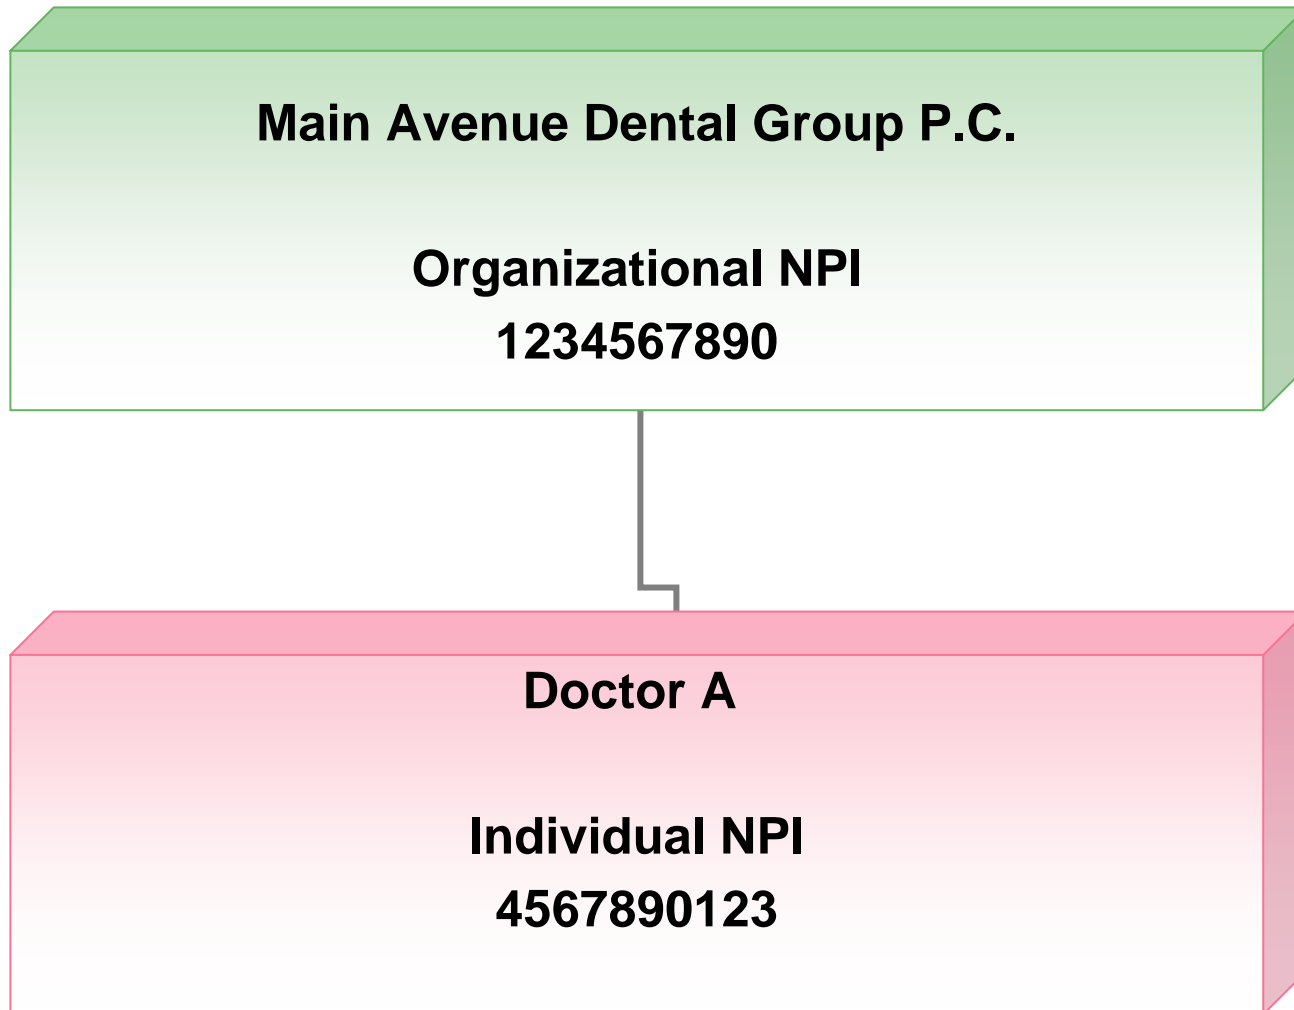 Main Avenue Dental Group P.C.
Organizational NPI
1234567890
Doctor A
Individual NPI
4567890123